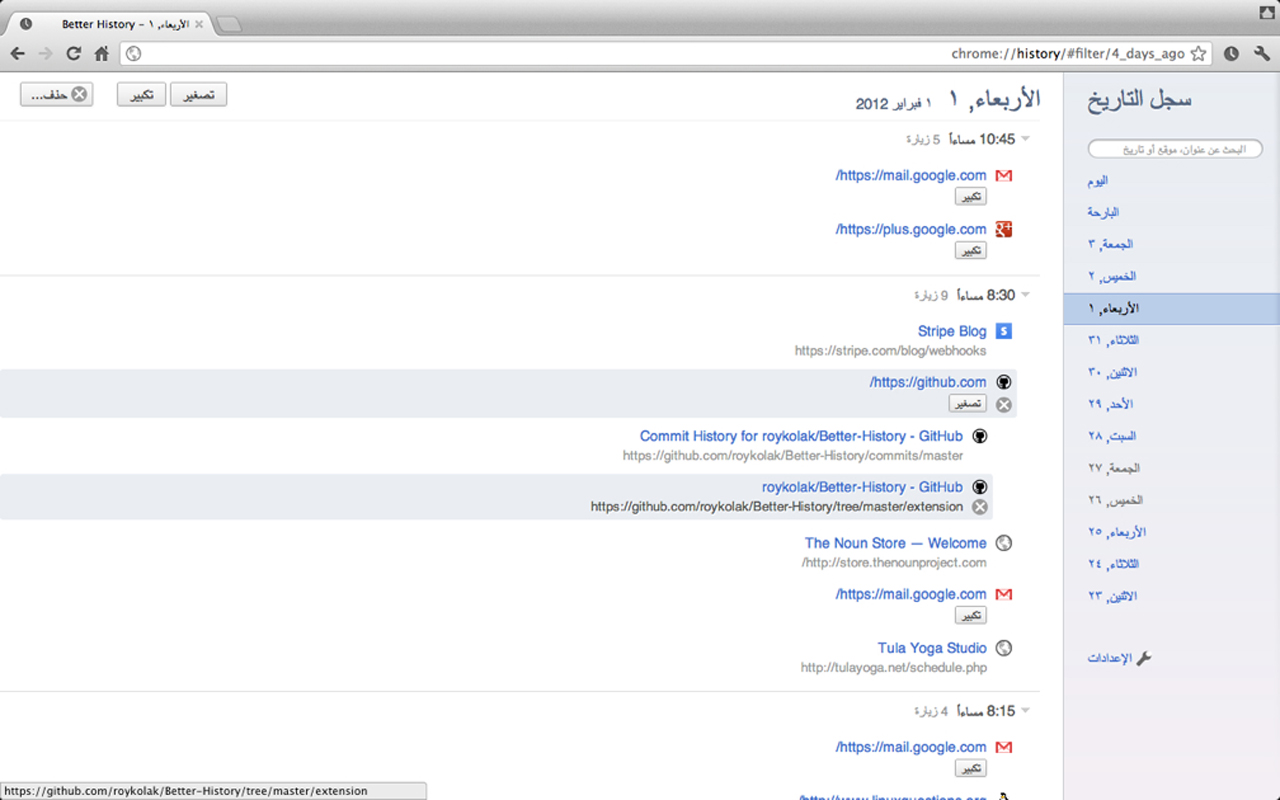 Better History – الأربعاء, ١
chrome://history/#filter/4_days_ago
حذف...
تكبير
تصغير
الأربعاء, ١
١ فبراير 2012
10:45 مساءاً 5 زيارة
https://mail.google.com/
تكبير
https://plus.google.com/
تكبير
8:30 مساءاً 9 زيارة
Stripe Blog
https://stripe.com/blog/webhooks
https://github.com/
تصغير
Commit History for roykolak/Better-History - GitHub
https://github.com/roykolak/Better-History/commits/master
roykolak/Better-History - GitHub
https://github.com/roykolak/Better-History/tree/master/extension
The Noun Store — Welcome
http://store.thenounproject.com/
https://mail.google.com/
تكبير
Tula Yoga Studio
http://tulayoga.net/schedule.php
8:15 مساءاً 4 زيارة
https://mail.google.com/
تكبير
http://www.linuxquestions.org/
سجل التاريخ
البحث عن عنوان، موقع أو تاريخ
اليوم
البارحة
الجمعة, ٣
الخميس, ٢
الأربعاء, ١
الثلاثاء, ٣١
الاثنين, ٣٠
الأحد, ٢٩
السبت, ٢٨
الجمعة, ٢٧
الخميس, ٢٦
الأربعاء, ٢٥
الثلاثاء, ٢٤
الاثنين, ٢٣
الإعدادات
https://github.com/roykolak/Better-History/tree/master/extension